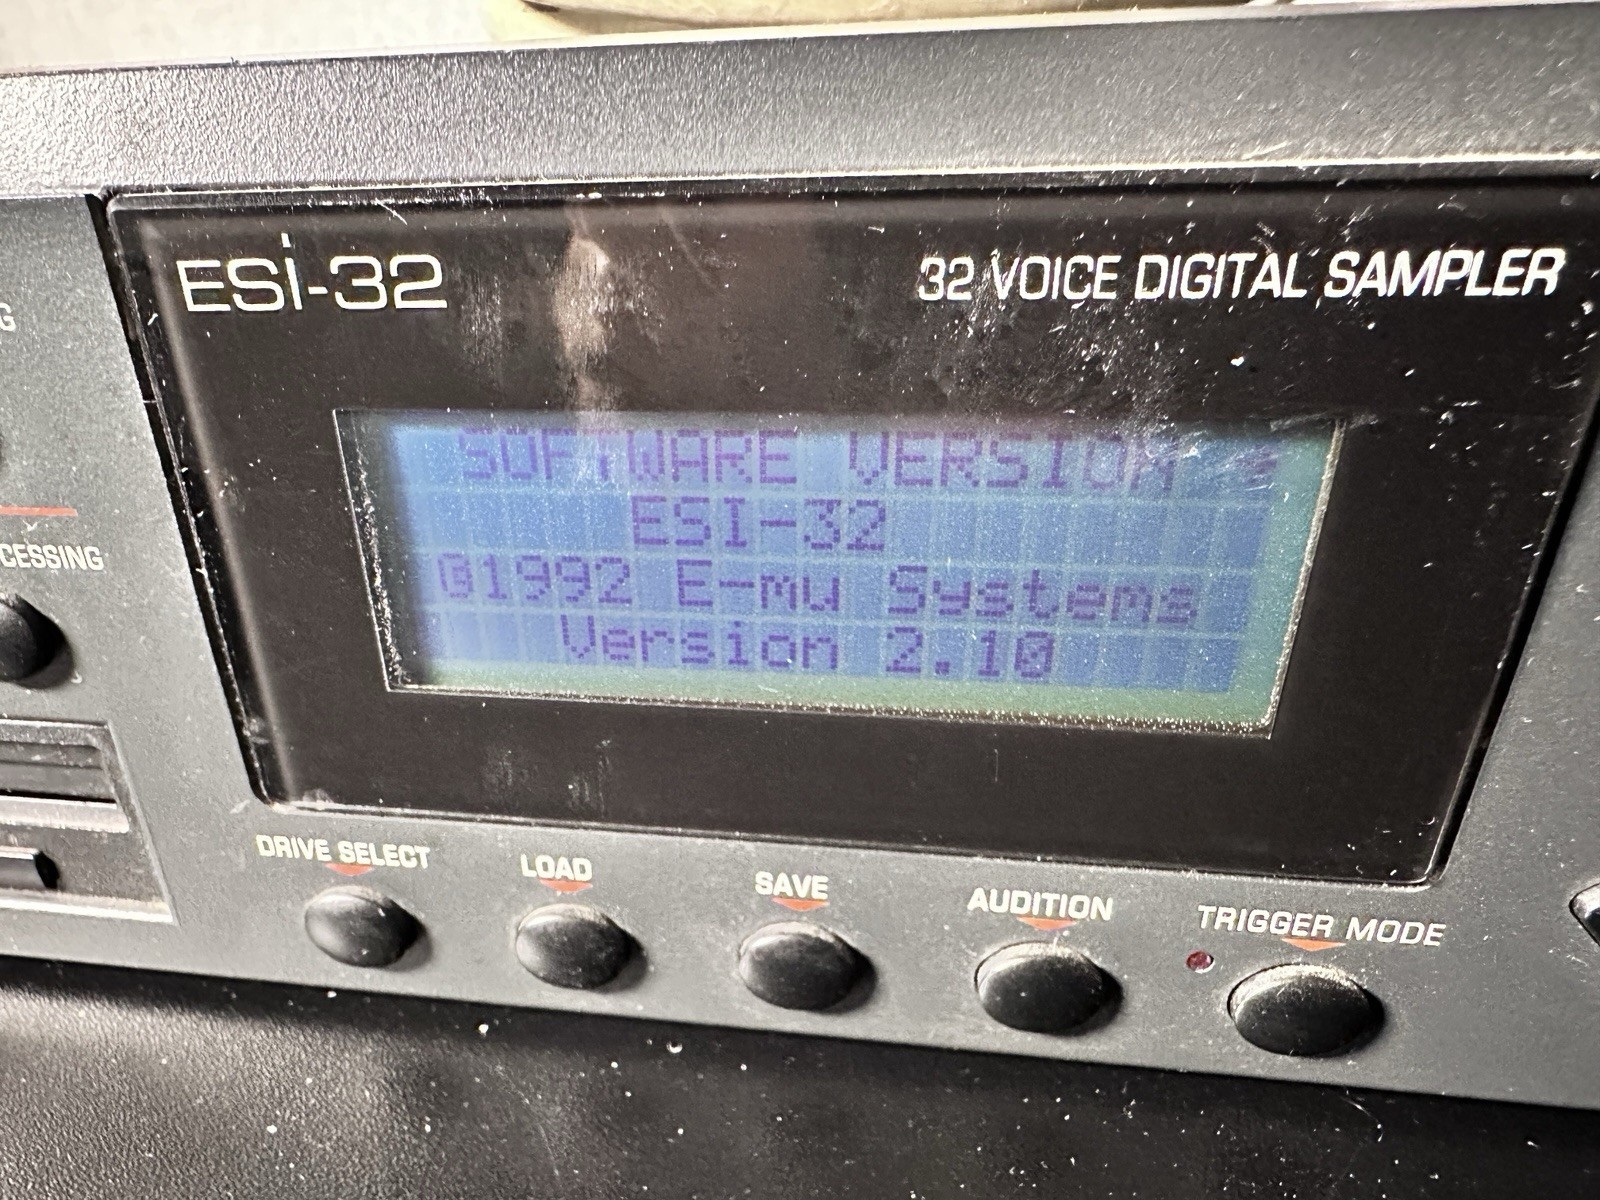 ESi-32
32 VOICE DIGITAL SAMPLER
G
CESSING
SOFTWARE VERSION
ESI-32
©1992 E-mu Systems
Version 2.10
DRIVE SELECT
LOAD
SAVE
AUDITION
TRIGGER MODE